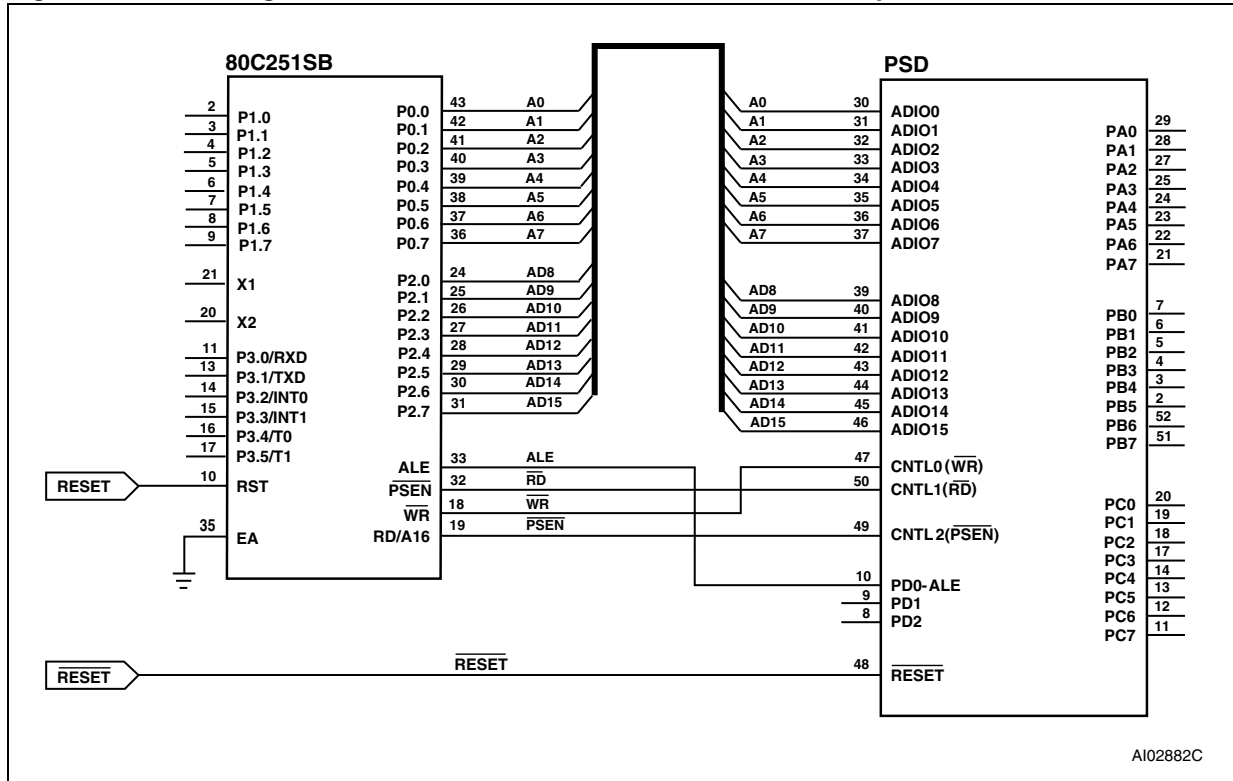 80C251SB
2 P1.0
3 P1.1
4 P1.2
5 P1.3
6 P1.4
7 P1.5
8 P1.6
9 P1.7
21 X1
20 X2
11 P3.0/RXD
13 P3.1/TXD
14 P3.2/INT0
15 P3.3/INT1
16 P3.4/T0
17 P3.5/T1
RESET 10 RST
35 EA
P0.0 43 A0
P0.1 42 A1
P0.2 41 A2
P0.3 40 A3
P0.4 39 A4
P0.5 38 A5
P0.6 37 A6
P0.7 36 A7
P2.0 24 AD8
P2.1 25 AD9
P2.2 26 AD10
P2.3 27 AD11
P2.4 28 AD12
P2.5 29 AD13
P2.6 30 AD14
P2.7 31 AD15
ALE 33 ALE
PSEN 32 RD
WR 18 WR
RD/A16 19 PSEN
PSD
A0 30 ADIO0
A1 31 ADIO1
A2 32 ADIO2
A3 33 ADIO3
A4 34 ADIO4
A5 35 ADIO5
A6 36 ADIO6
A7 37 ADIO7
AD8 39 ADIO8
AD9 40 ADIO9
AD10 41 ADIO10
AD11 42 ADIO11
AD12 43 ADIO12
AD13 44 ADIO13
AD14 45 ADIO14
AD15 46 ADIO15
47 CNTL0(WR)
50 CNTL1(RD)
49 CNTL 2(PSEN)
10 PD0-ALE
9 PD1
8 PD2
RESET RESET 48 RESET
PA0 29
PA1 28
PA2 27
PA3 25
PA4 24
PA5 23
PA6 22
PA7 21
PB0 7
PB1 6
PB2 5
PB3 4
PB4 3
PB5 2
PB6 52
PB7 51
PC0 20
PC1 19
PC2 18
PC3 17
PC4 14
PC5 13
PC6 12
PC7 11
AI02882C